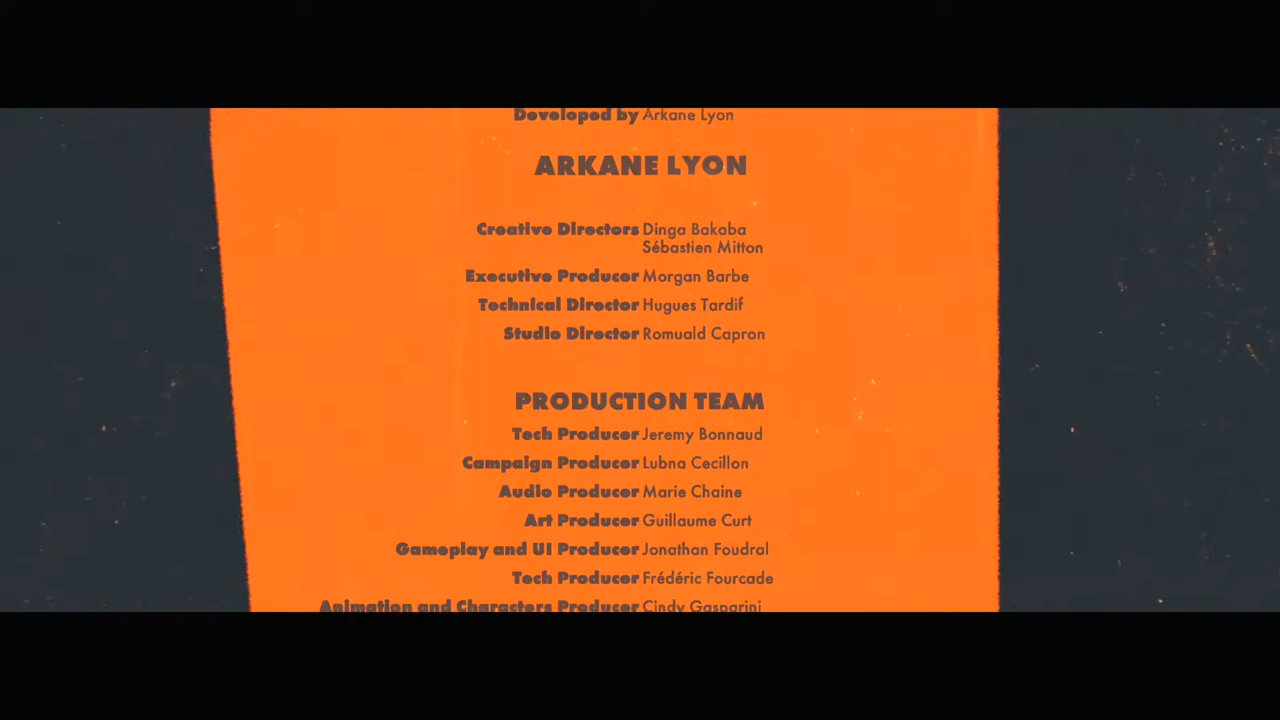 Developed by Arkane Lyon
ARKANE LYON
Creative Directors Dinga Bakaba
Sébastien Mitton
Executive Producer Morgan Barbe
Technical Director Hugues Tardif
Studio Director Romuald Capron
PRODUCTION TEAM
Tech Producer Jeremy Bonnaud
Campaign Producer Lubna Cecillon
Audio Producer Marie Chaine
Art Producer Guillaume Curt
Gameplay and UI Producer Jonathan Foudral
Tech Producer Frédéric Fourcade
Animation and Characters Producer Cindy Gasparini